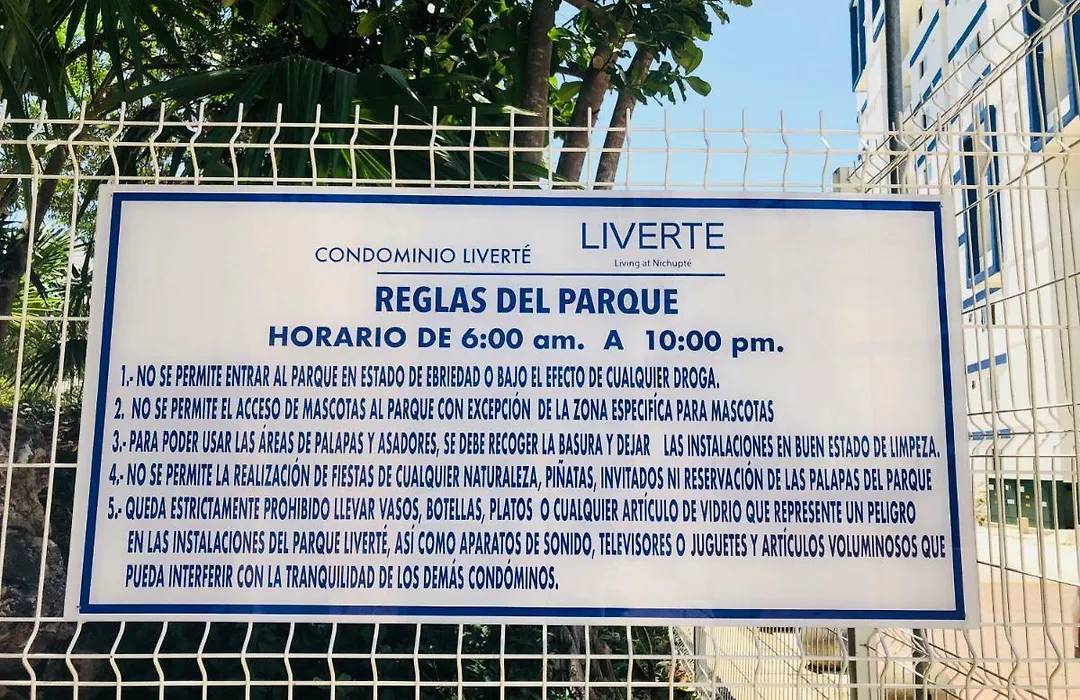 LIVERTE
CONDOMINIO LIVERTÉ
Living at Nichupté
REGLAS DEL PARQUE
HORARIO DE 6:00 am. A 10:00 pm.
1.- NO SE PERMITE ENTRAR AL PARQUE EN ESTADO DE EBRIEDAD O BAJO EL EFECTO DE CUALQUIER DROGA.
2. NO SE PERMITE EL ACCESO DE MASCOTAS AL PARQUE CON EXCEPCIÓN DE LA ZONA ESPECIFÍCA PARA MASCOTAS
3.- PARA PODER USAR LAS ÁREAS DE PALAPAS Y ASADORES, SE DEBE RECOGER LA BASURA Y DEJAR LAS INSTALACIONES EN BUEN ESTADO DE LIMPEZA.
4.- NO SE PERMITE LA REALIZACIÓN DE FIESTAS DE CUALQUIER NATURALEZA, PIÑATAS, INVITADOS NI RESERVACIÓN DE LAS PALAPAS DEL PARQUE
5.- QUEDA ESTRICTAMENTE PROHIBIDO LLEVAR VASOS, BOTELLAS, PLATOS O CUALQUIER ARTÍCULO DE VIDRIO QUE REPRESENTE UN PELIGRO
EN LAS INSTALACIONES DEL PARQUE LIVERTÉ, ASÍ COMO APARATOS DE SONIDO, TELEVISORES O JUGUETES Y ARTÍCULOS VOLUMINOSOS QUE
PUEDA INTERFERIR CON LA TRANQUILIDAD DE LOS DEMÁS CONDÓMINOS.